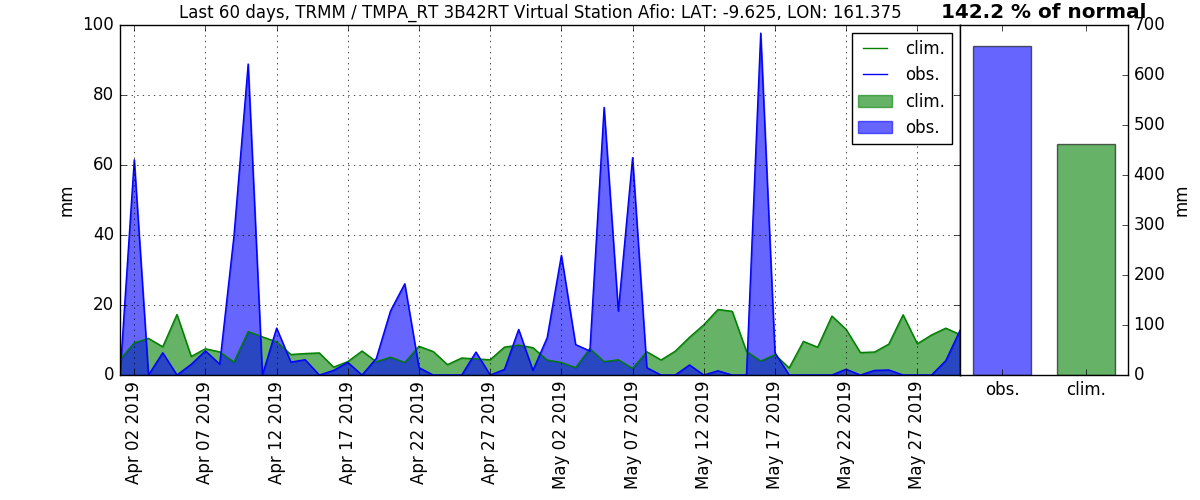 Last 60 days, TRMM / TMPA_RT 3B42RT Virtual Station Afio: LAT: -9.625, LON: 161.375
142.2 % of normal
100
80
60
40
20
0
mm
clim.
obs.
clim.
obs.
Apr 02 2019
Apr 07 2019
Apr 12 2019
Apr 17 2019
Apr 22 2019
Apr 27 2019
May 02 2019
May 07 2019
May 12 2019
May 17 2019
May 22 2019
May 27 2019
700
600
500
400
300
200
100
0
mm
obs.
clim.